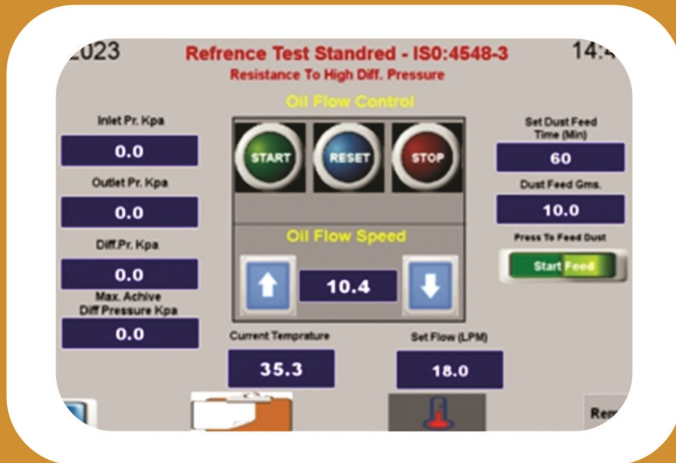 2023
Refrence Test Standred - ISO:4548-3
14:4
Resistance To High Diff. Pressure
Oil Flow Control
Inlet Pr. Kpa
0.0
Outlet Pr. Kpa
0.0
Diff.Pr. Kpa
0.0
Max. Achive
Diff Pressure Kpa
0.0
START
RESET
STOP
Oil Flow Speed
10.4
Current Temprature
35.3
Set Flow (LPM)
18.0
Set Dust Feed
Time (Min)
60
Dust Feed Gms.
10.0
Press To Feed Dust
Start Feed